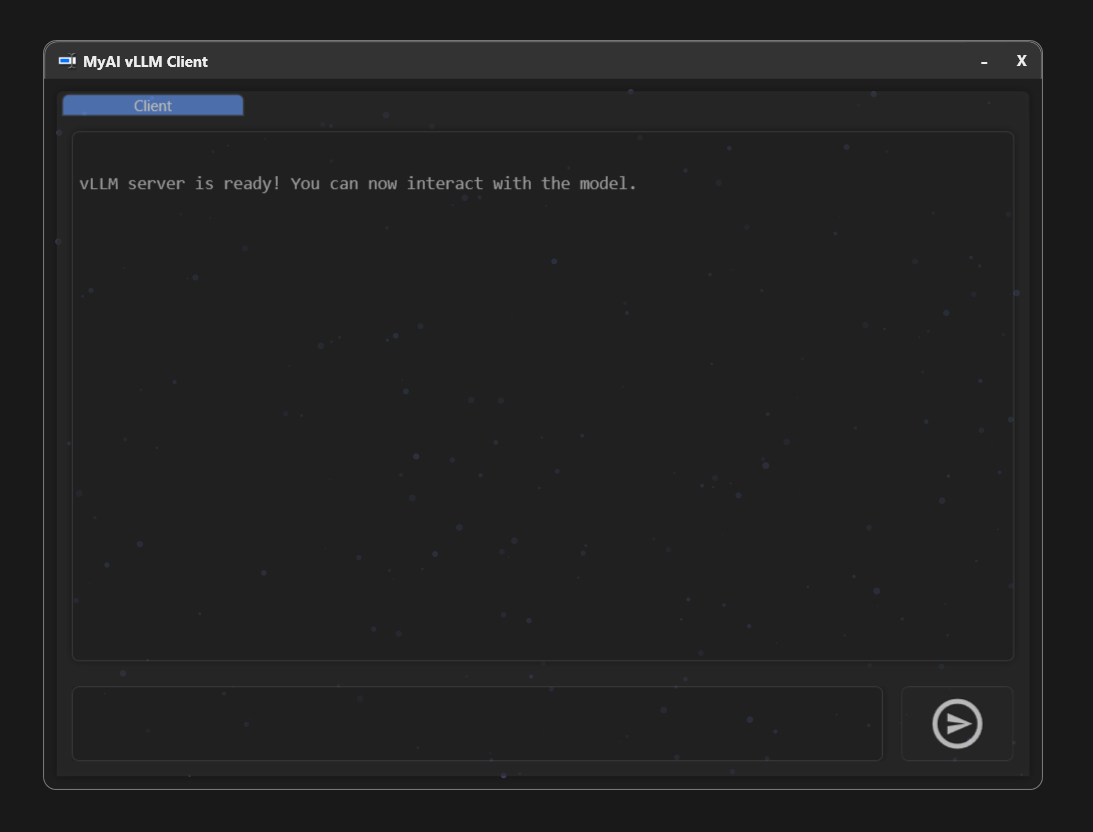 MyAI vLLM Client
- X
Client
vLLM server is ready! You can now interact with the model.